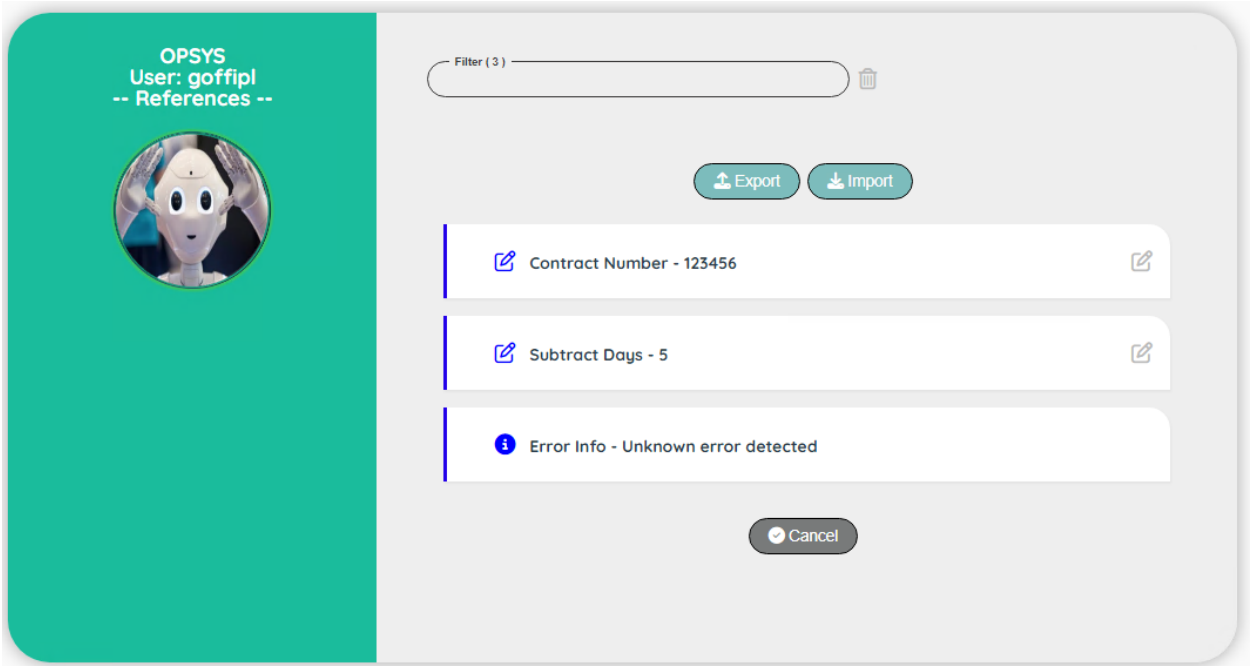 OPSYS
User: goffipl
-- References --
Filter ( 3 )
Export
Import
Contract Number - 123456
Subtract Days - 5
Error Info - Unknown error detected
Cancel